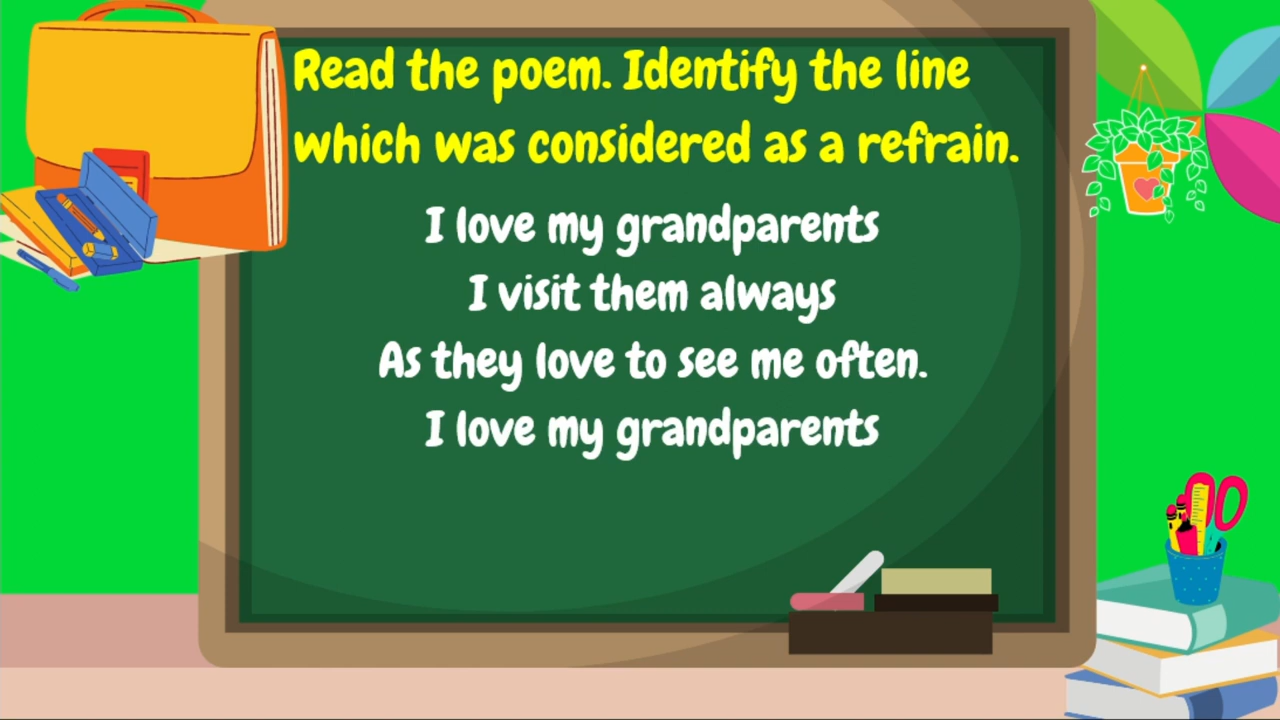 Read the poem. Identify the line
which was considered as a refrain.
I love my grandparents
I visit them always
As they love to see me often.
I love my grandparents